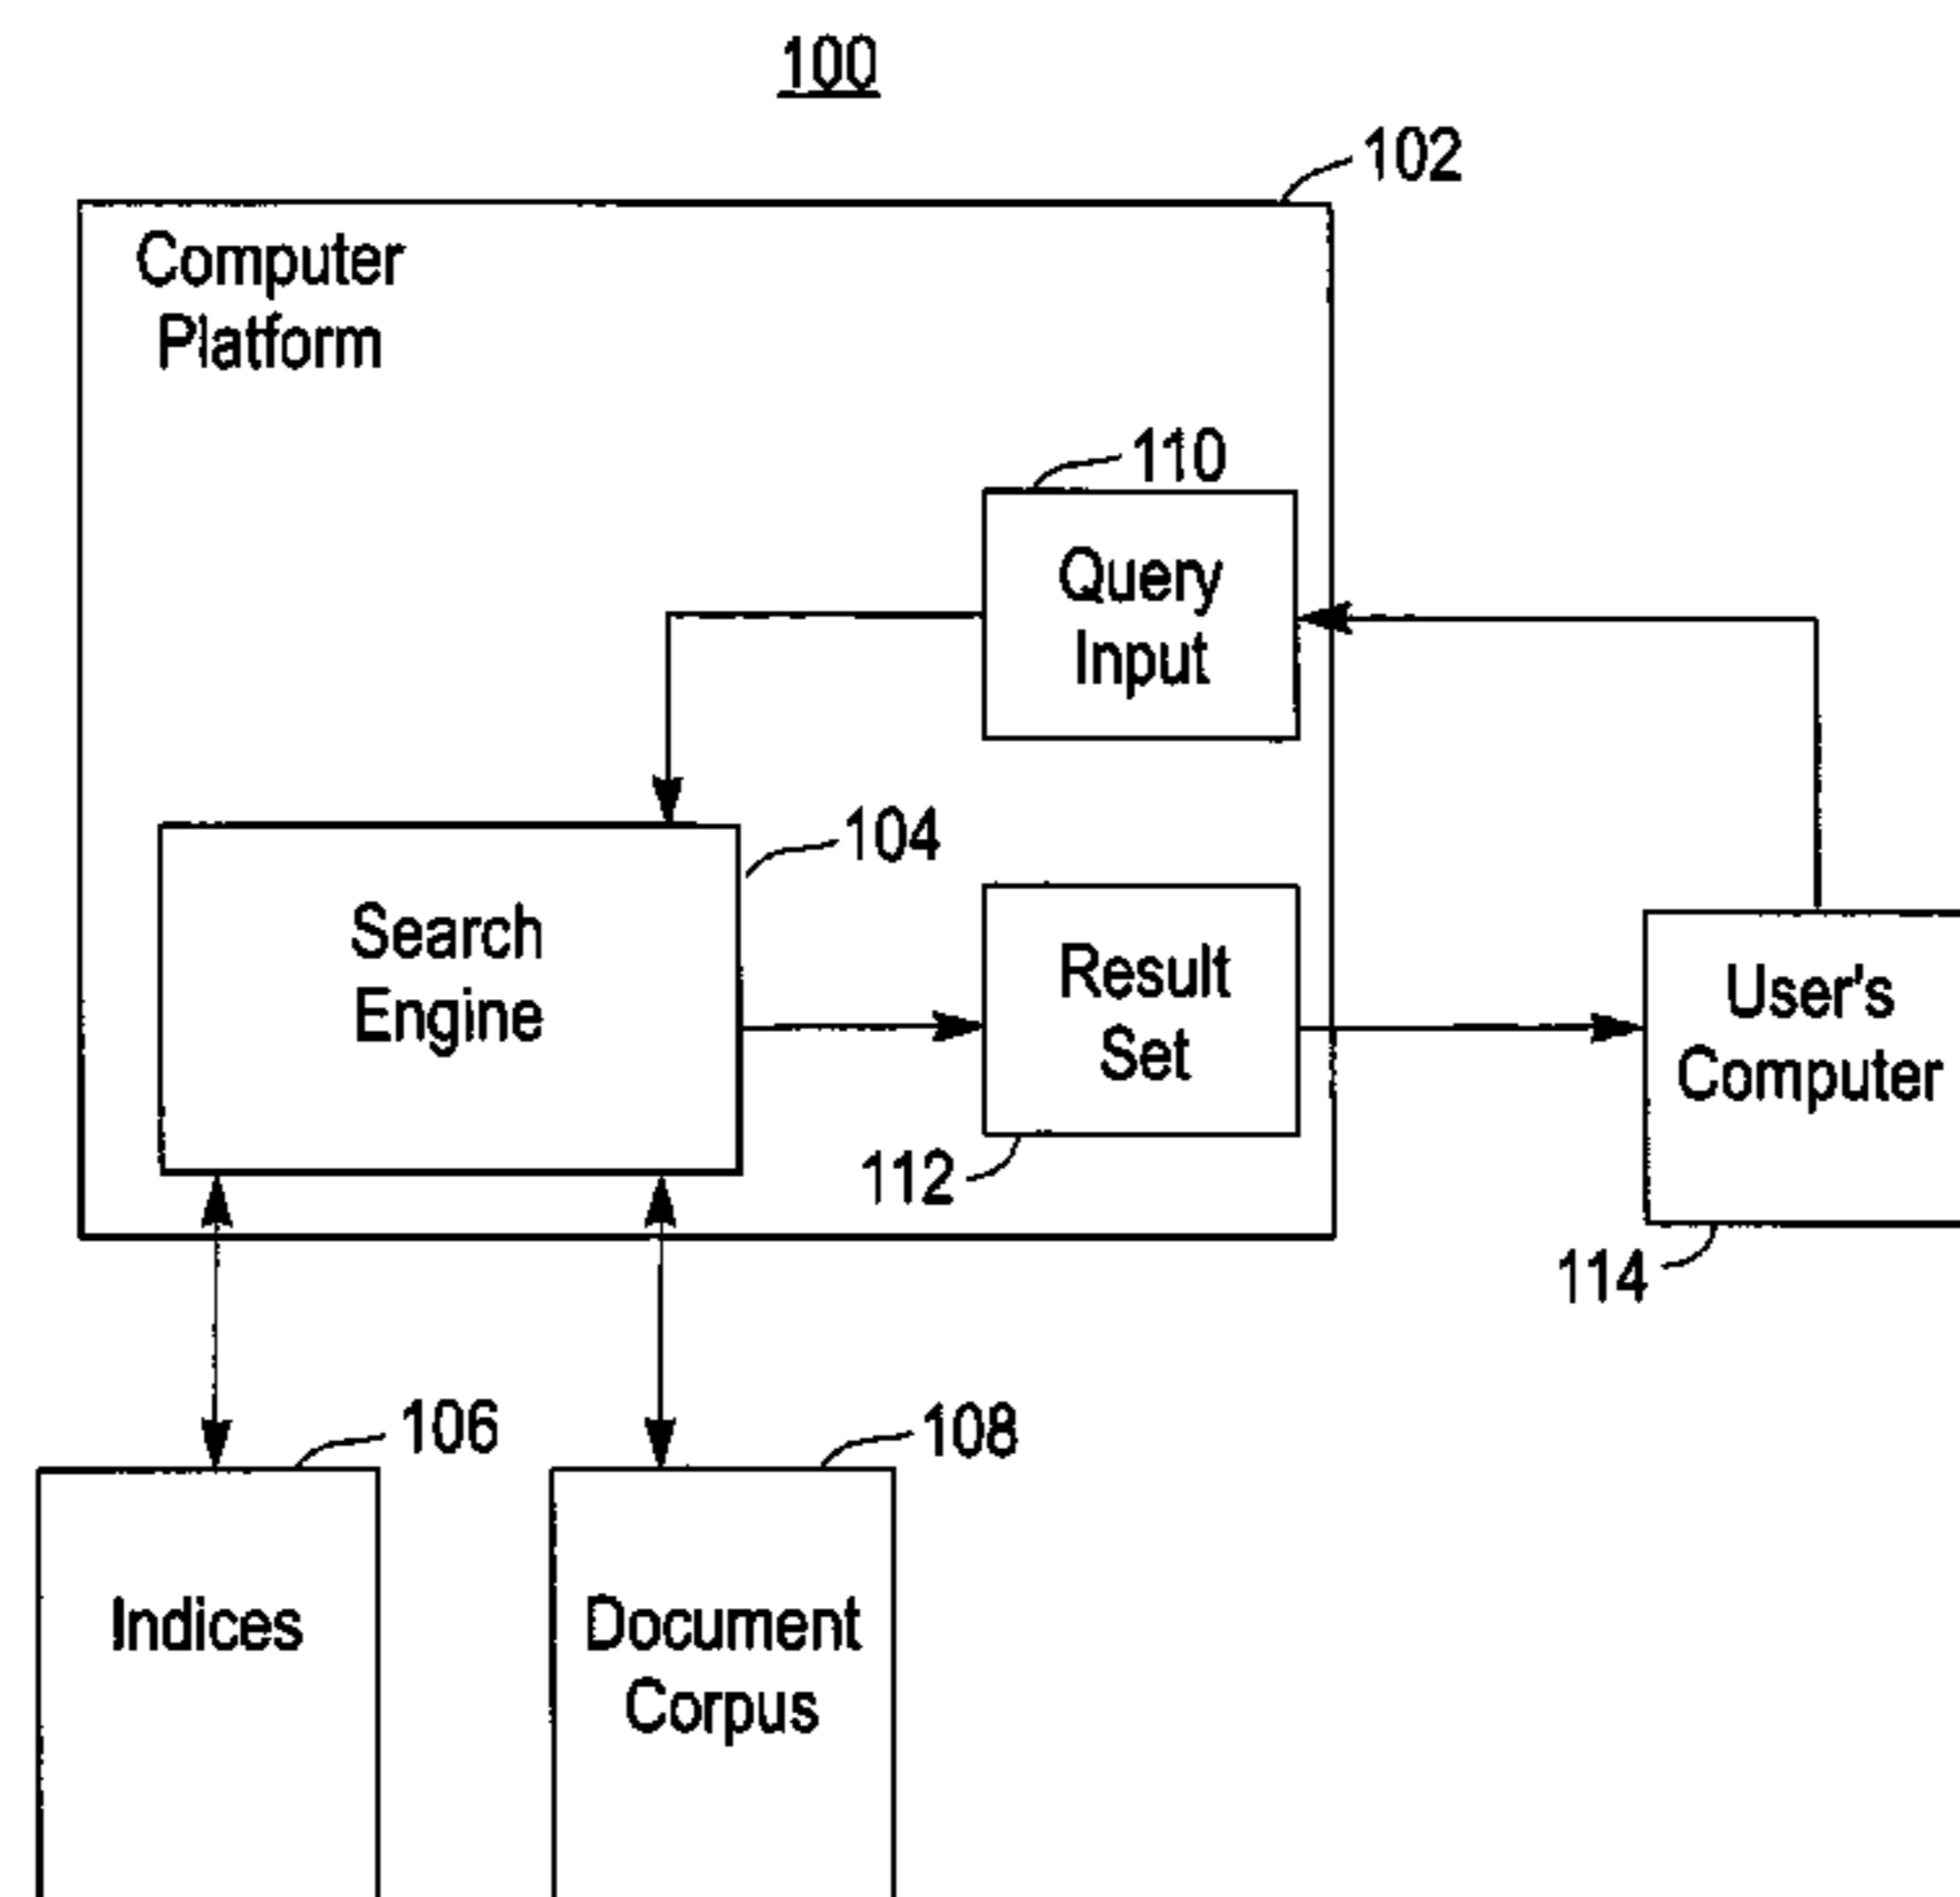 100
102
Computer
Platform
110
Query
Input
104
Search
Engine
Result
Set
112
User's
Computer
114
106
108
Indices
Document
Corpus